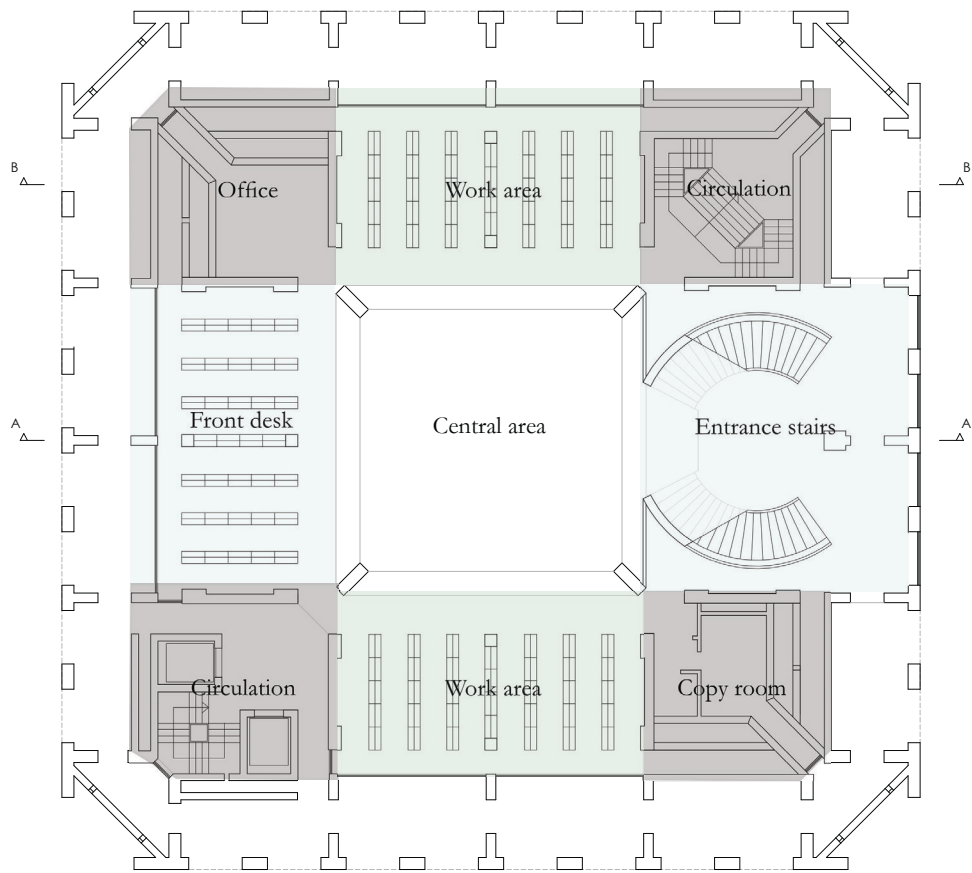 B
B
Office
Work area
Circulation
A
Front desk
Central area
Entrance stairs
A
Circulation
Work area
Copy room